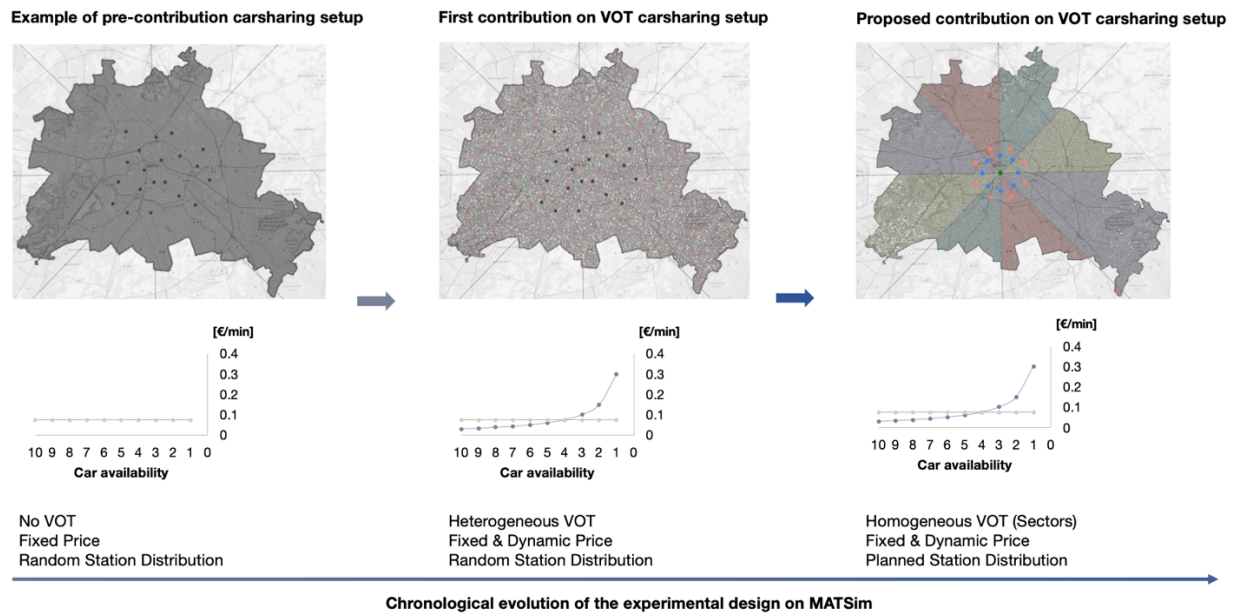 Example of pre-contribution carsharing setup
First contribution on VOT carsharing setup
Proposed contribution on VOT carsharing setup
[€/min]
0.4
0.3
0.2
0.1
0
10 9 8 7 6 5 4 3 2 1 0
Car availability
[€/min]
0.4
0.3
0.2
0.1
0
10 9 8 7 6 5 4 3 2 1 0
Car availability
[€/min]
0.4
0.3
0.2
0.1
0
10 9 8 7 6 5 4 3 2 1 0
Car availability
No VOT
Fixed Price
Random Station Distribution
Heterogeneous VOT
Fixed & Dynamic Price
Random Station Distribution
Homogeneous VOT (Sectors)
Fixed & Dynamic Price
Planned Station Distribution
Chronological evolution of the experimental design on MATSim